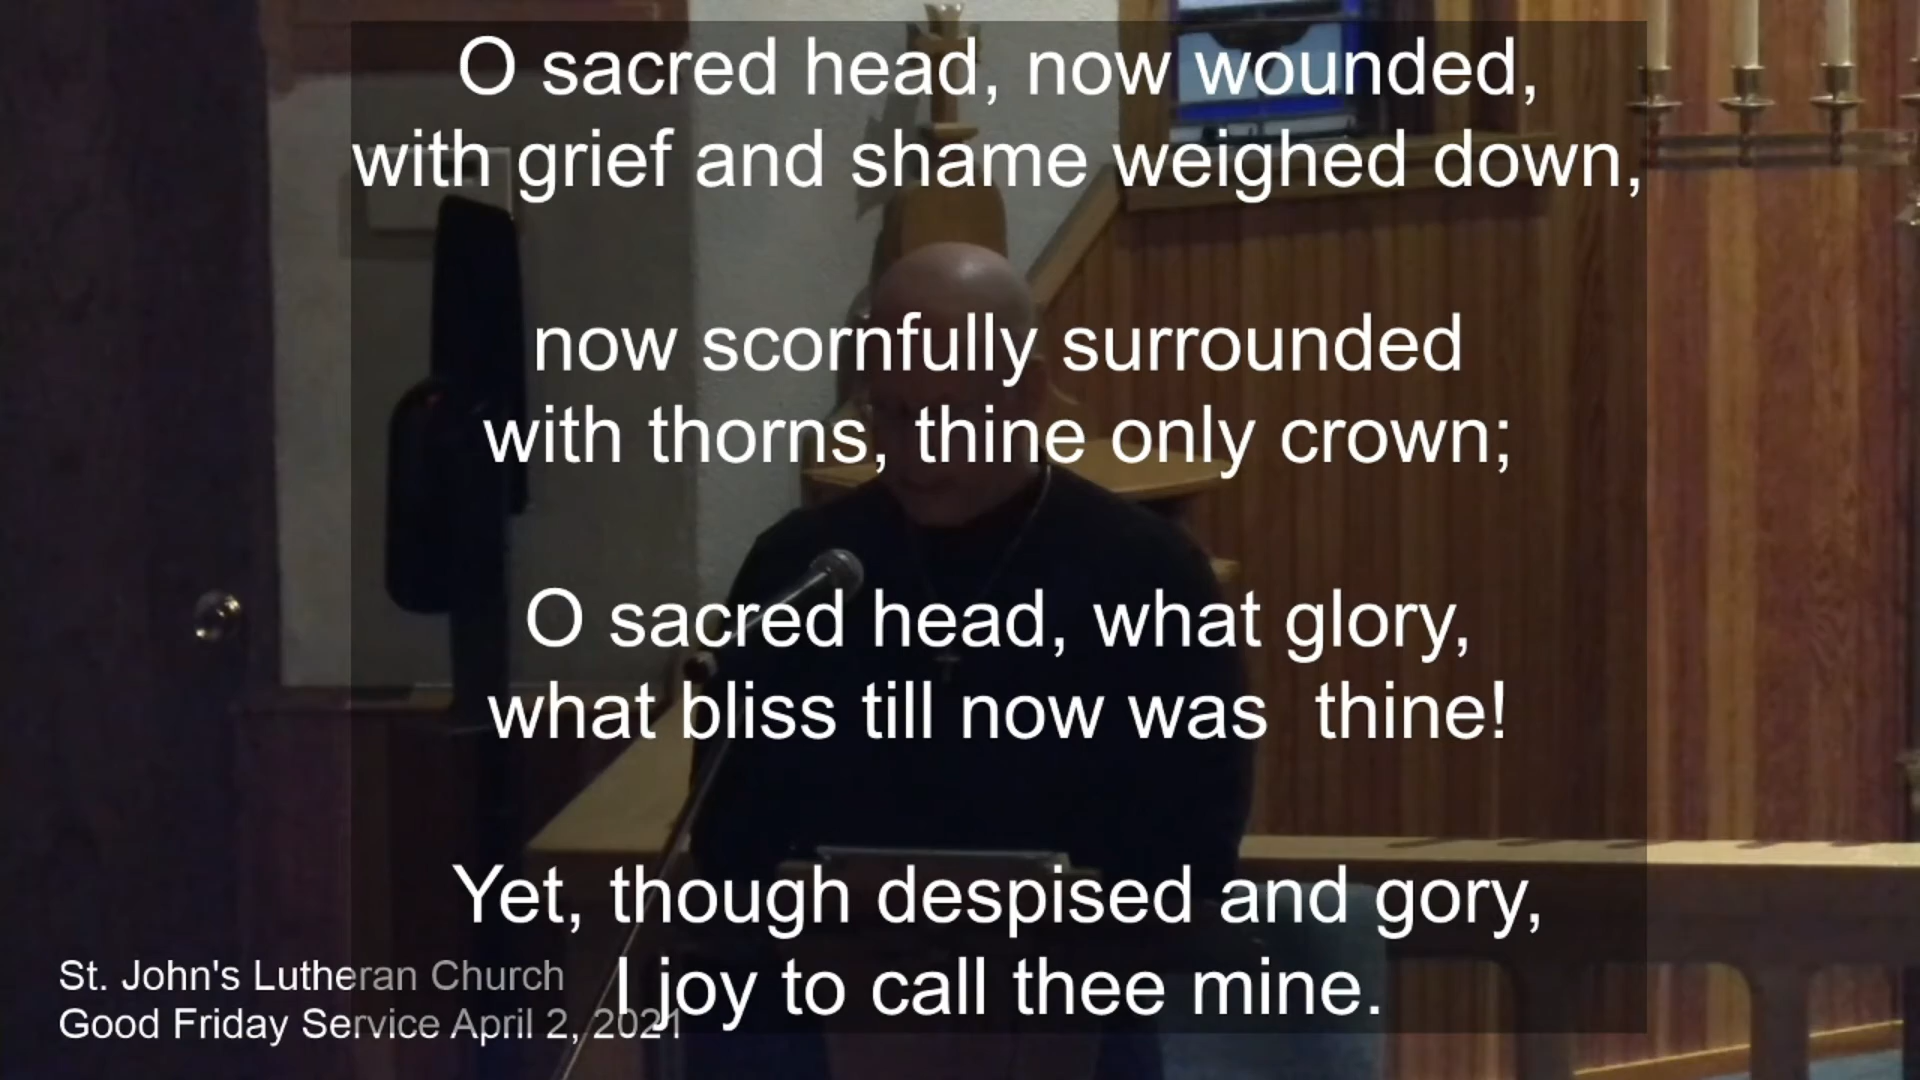 O sacred head, now wounded,
with grief and shame weighed down,
now scornfully surrounded
with thorns, thine only crown;
O sacred head, what glory,
what bliss till now was  thine!
Yet, though despised and gory,
I joy to call thee mine.
St. John's Lutheran Church
Good Friday Service April 2, 2021